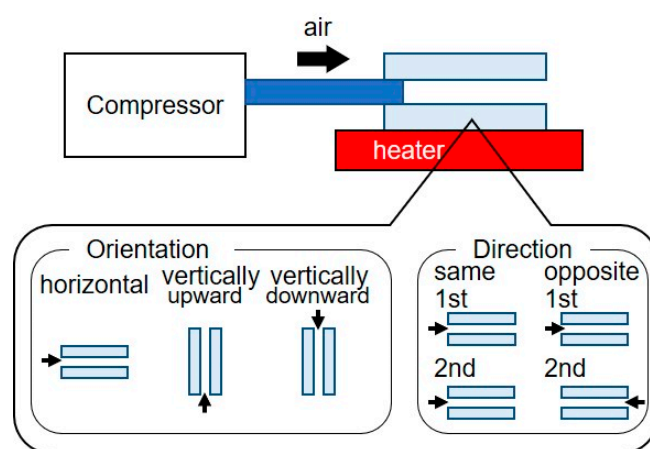 air
Compressor
heater
Orientation
horizontal
vertically
upward
vertically
downward
Direction
same
opposite
1st
1st
2nd
2nd